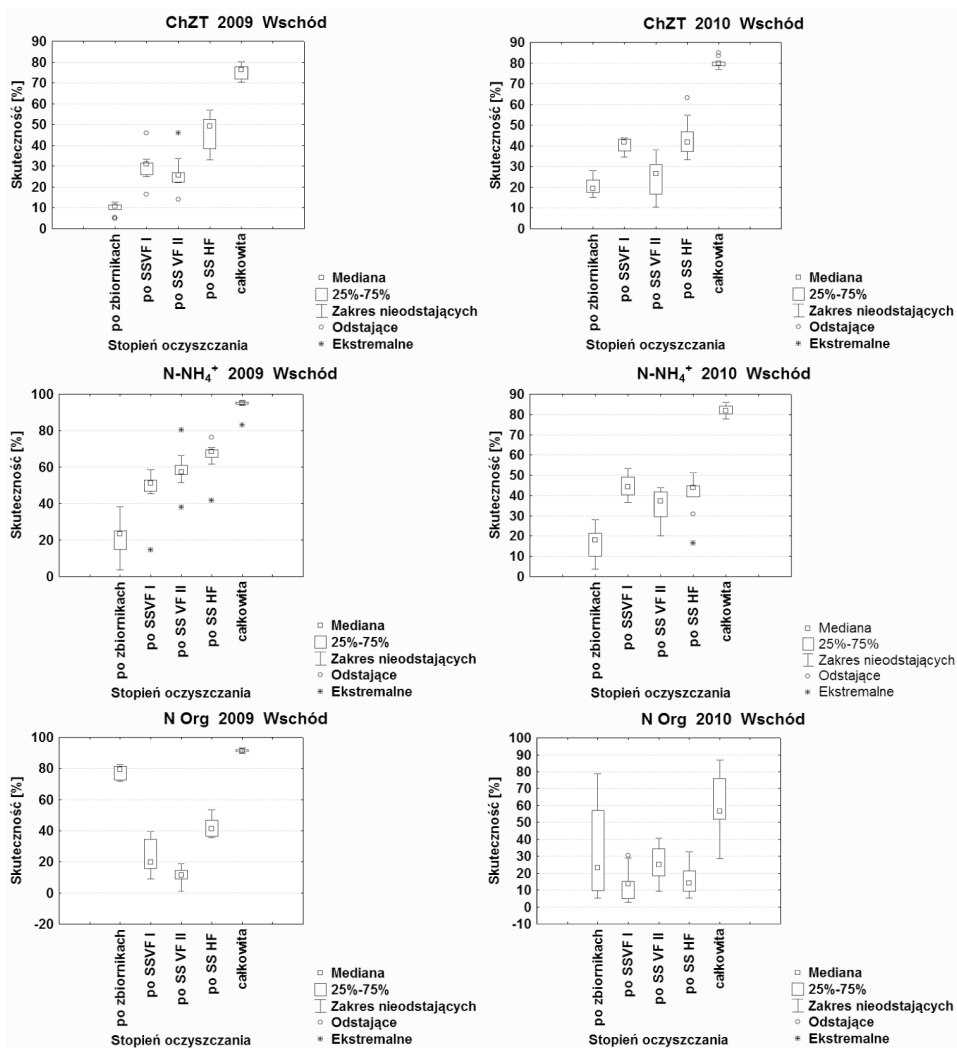 ChZT 2009 Wschód
Skuteczność [%]
90
80
70
60
50
40
30
20
10
0
po zbiornikach
po SSVF I
po SS VF II
po SS HF
całkowita
Stopień oczyszczania
Mediana
25%-75%
Zakres nieodstających
Odstające
Ekstremalne
ChZT 2010 Wschód
Skuteczność [%]
90
80
70
60
50
40
30
20
10
0
po zbiornikach
po SSVF I
po SS VF II
po SS HF
całkowita
Stopień oczyszczania
Mediana
25%-75%
Zakres nieodstających
Odstające
Ekstremalne
N-NH₄⁺ 2009 Wschód
Skuteczność [%]
100
80
60
40
20
0
po zbiornikach
po SSVF I
po SS VF II
po SS HF
całkowita
Stopień oczyszczania
Mediana
25%-75%
Zakres nieodstających
Odstające
Ekstremalne
N-NH₄⁺ 2010 Wschód
Skuteczność [%]
100
90
80
70
60
50
40
30
20
10
0
po zbiornikach
po SSVF I
po SS VF II
po SS HF
całkowita
Stopień oczyszczania
Mediana
25%-75%
Zakres nieodstających
Odstające
Ekstremalne
N Org 2009 Wschód
Skuteczność [%]
100
80
60
40
20
0
-20
po zbiornikach
po SSVF I
po SS VF II
po SS HF
całkowita
Stopień oczyszczania
Mediana
25%-75%
Zakres nieodstających
Odstające
Ekstremalne
N Org 2010 Wschód
Skuteczność [%]
100
90
80
70
60
50
40
30
20
10
0
-10
po zbiornikach
po SSVF I
po SS VF II
po SS HF
całkowita
Stopień oczyszczania
Mediana
25%-75%
Zakres nieodstających
Odstające
Ekstremalne